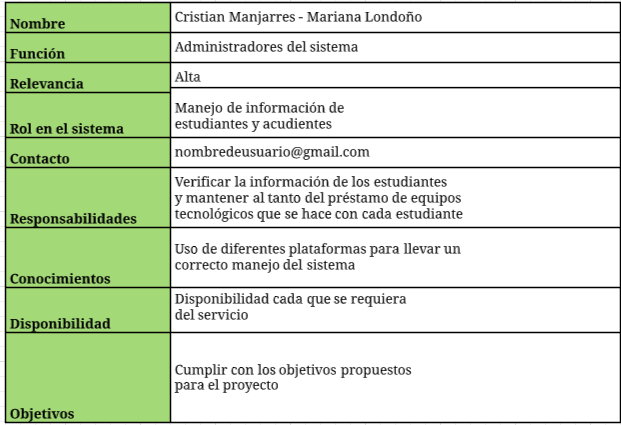 Nombre
Cristian Manjarres - Mariana Londoño
Función
Administradores del sistema
Relevancia
Alta
Rol en el sistema
Manejo de información de
estudiantes y acudientes
Contacto
nombredeusuario@gmail.com
Responsabilidades
Verificar la información de los estudiantes
y mantener al tanto del préstamo de equipos
tecnológicos que se hace con cada estudiante
Conocimientos
Uso de diferentes plataformas para llevar un
correcto manejo del sistema
Disponibilidad
Disponibilidad cada que se requiera
del servicio
Objetivos
Cumplir con los objetivos propuestos
para el proyecto